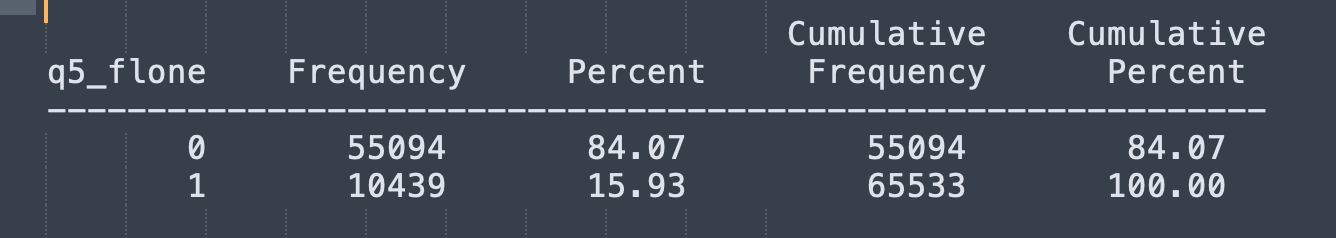 Cumulative Cumulative
q5_flone Frequency Percent Frequency Percent
------------------------------------------------------------
0 55094 84.07 55094 84.07
1 10439 15.93 65533 100.00